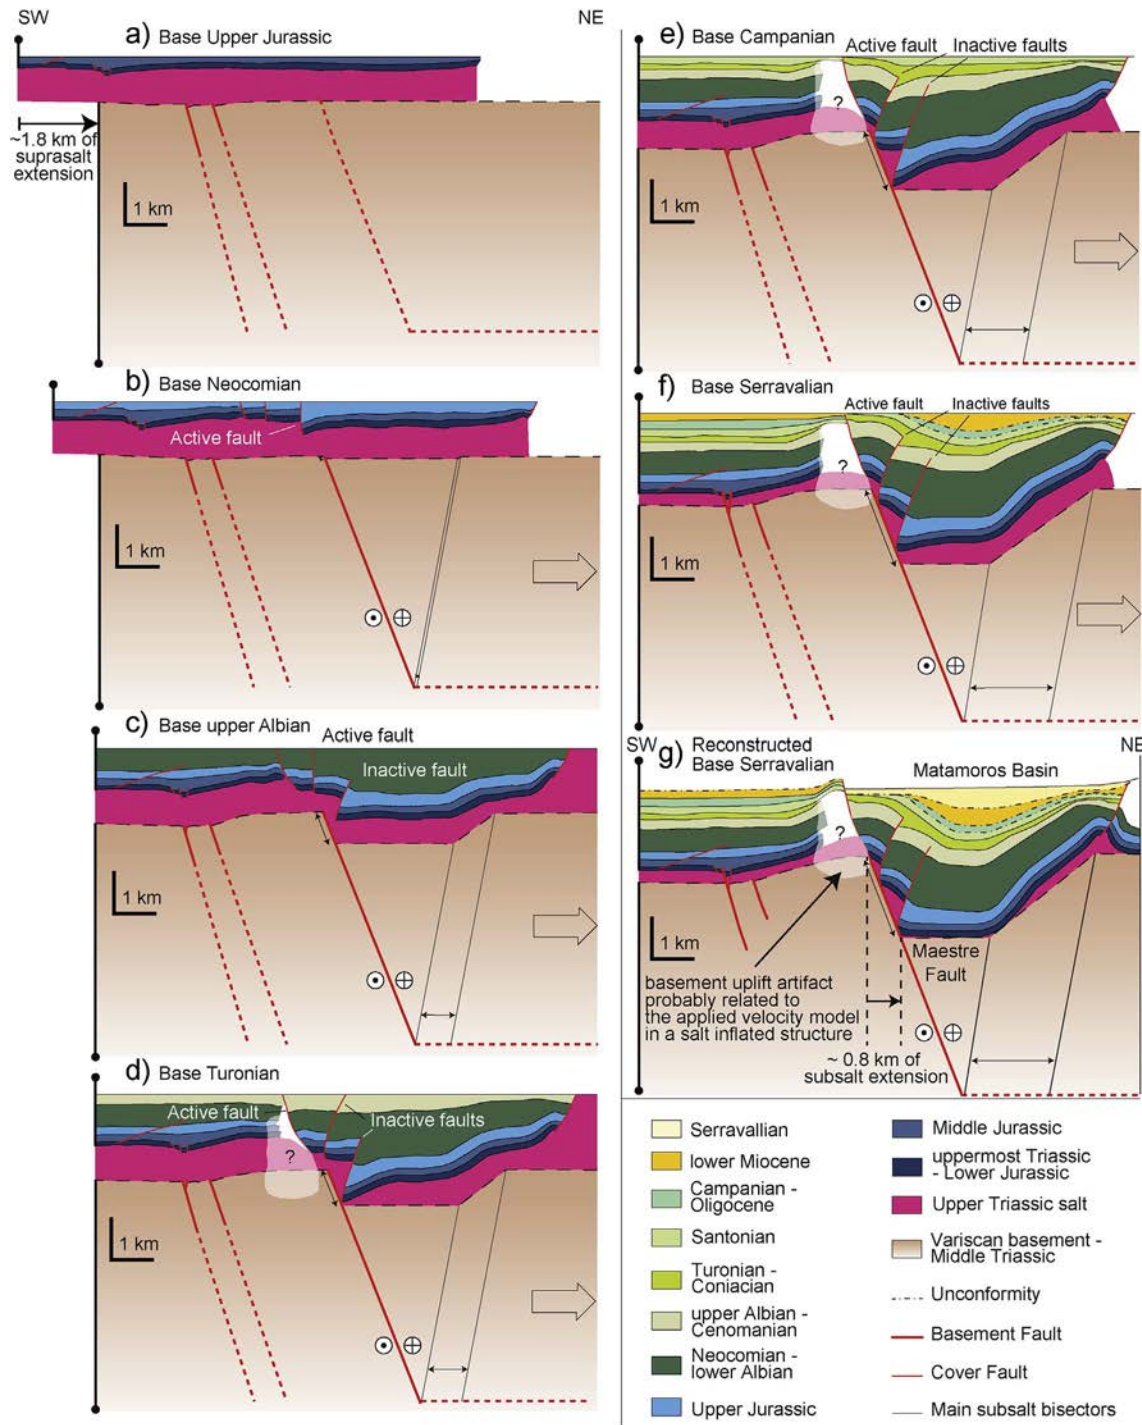 SW
NE
a) Base Upper Jurassic
~1.8 km of
suprasalt
extension
1 km
b) Base Neocomian
Active fault
1 km
c) Base upper Albian
Active fault
Inactive fault
1 km
d) Base Turonian
Active fault
Inactive faults
?
1 km
e) Base Campanian
Active fault
Inactive faults
?
1 km
f) Base Serravalian
Active fault
Inactive faults
?
1 km
SW
NE
g) Reconstructed
Base Serravalian
Matamoros Basin
?
1 km
Maestre
Fault
basement uplift artifact
probably related to
the applied velocity model
in a salt inflated structure
~ 0.8 km of
subsalt extension
Serravallian
lower Miocene
Campanian -
Oligocene
Santonian
Turonian -
Coniacian
upper Albian -
Cenomanian
Neocomian -
lower Albian
Upper Jurassic
Middle Jurassic
uppermost Triassic
- Lower Jurassic
Upper Triassic salt
Variscan basement -
Middle Triassic
Unconformity
Basement Fault
Cover Fault
Main subsalt bisectors